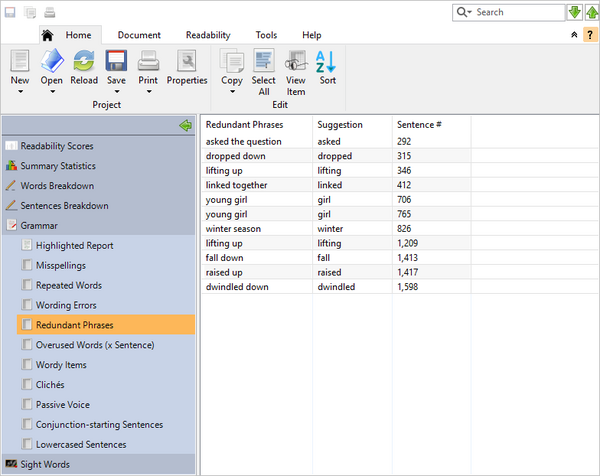 Search
Home Document Readability Tools Help ?
New Open Reload Save Print Properties Copy Select All View Item Sort
Project Edit
Readability Scores
Summary Statistics
Words Breakdown
Sentences Breakdown
Grammar
Highlighted Report
Misspellings
Repeated Words
Wording Errors
Redundant Phrases
Overused Words (x Sentence)
Wordy Items
Clichés
Passive Voice
Conjunction-starting Sentences
Lowercased Sentences
Sight Words
Redundant Phrases Suggestion Sentence #
asked the question asked 292
dropped down dropped 315
lifting up lifting 346
linked together linked 412
young girl girl 706
young girl girl 765
winter season winter 826
lifting up lifting 1,209
fall down fall 1,413
raised up raised 1,417
dwindled down dwindled 1,598